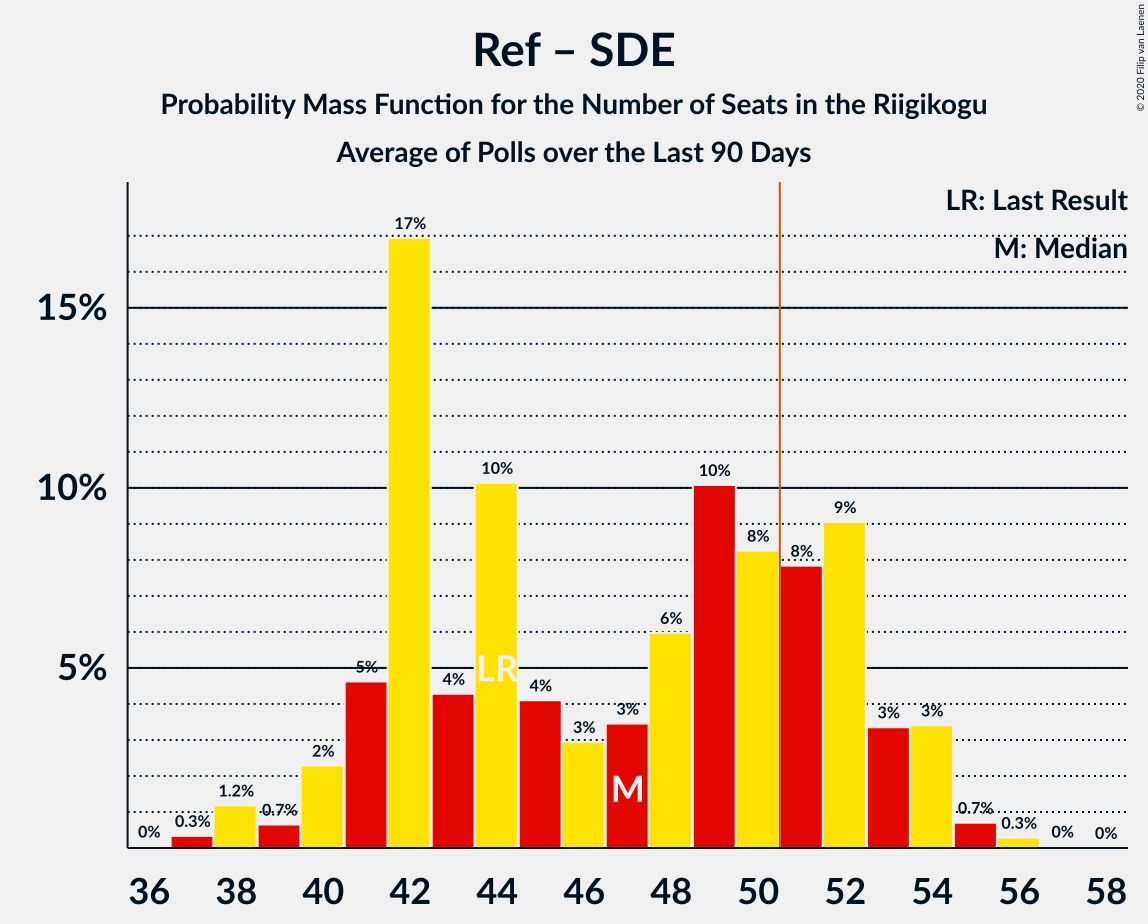 Ref – SDE
Probability Mass Function for the Number of Seats in the Riigikogu
Average of Polls over the Last 90 Days
© 2020 Filip van Laenen
LR: Last Result
M: Median
15%
10%
5%
0%
0.3%
1.2%
0.7%
2%
5%
17%
4%
10%
4%
3%
3%
6%
10%
8%
8%
9%
3%
3%
0.7%
0.3%
0%
0%
LR
M
36 38 40 42 44 46 48 50 52 54 56 58